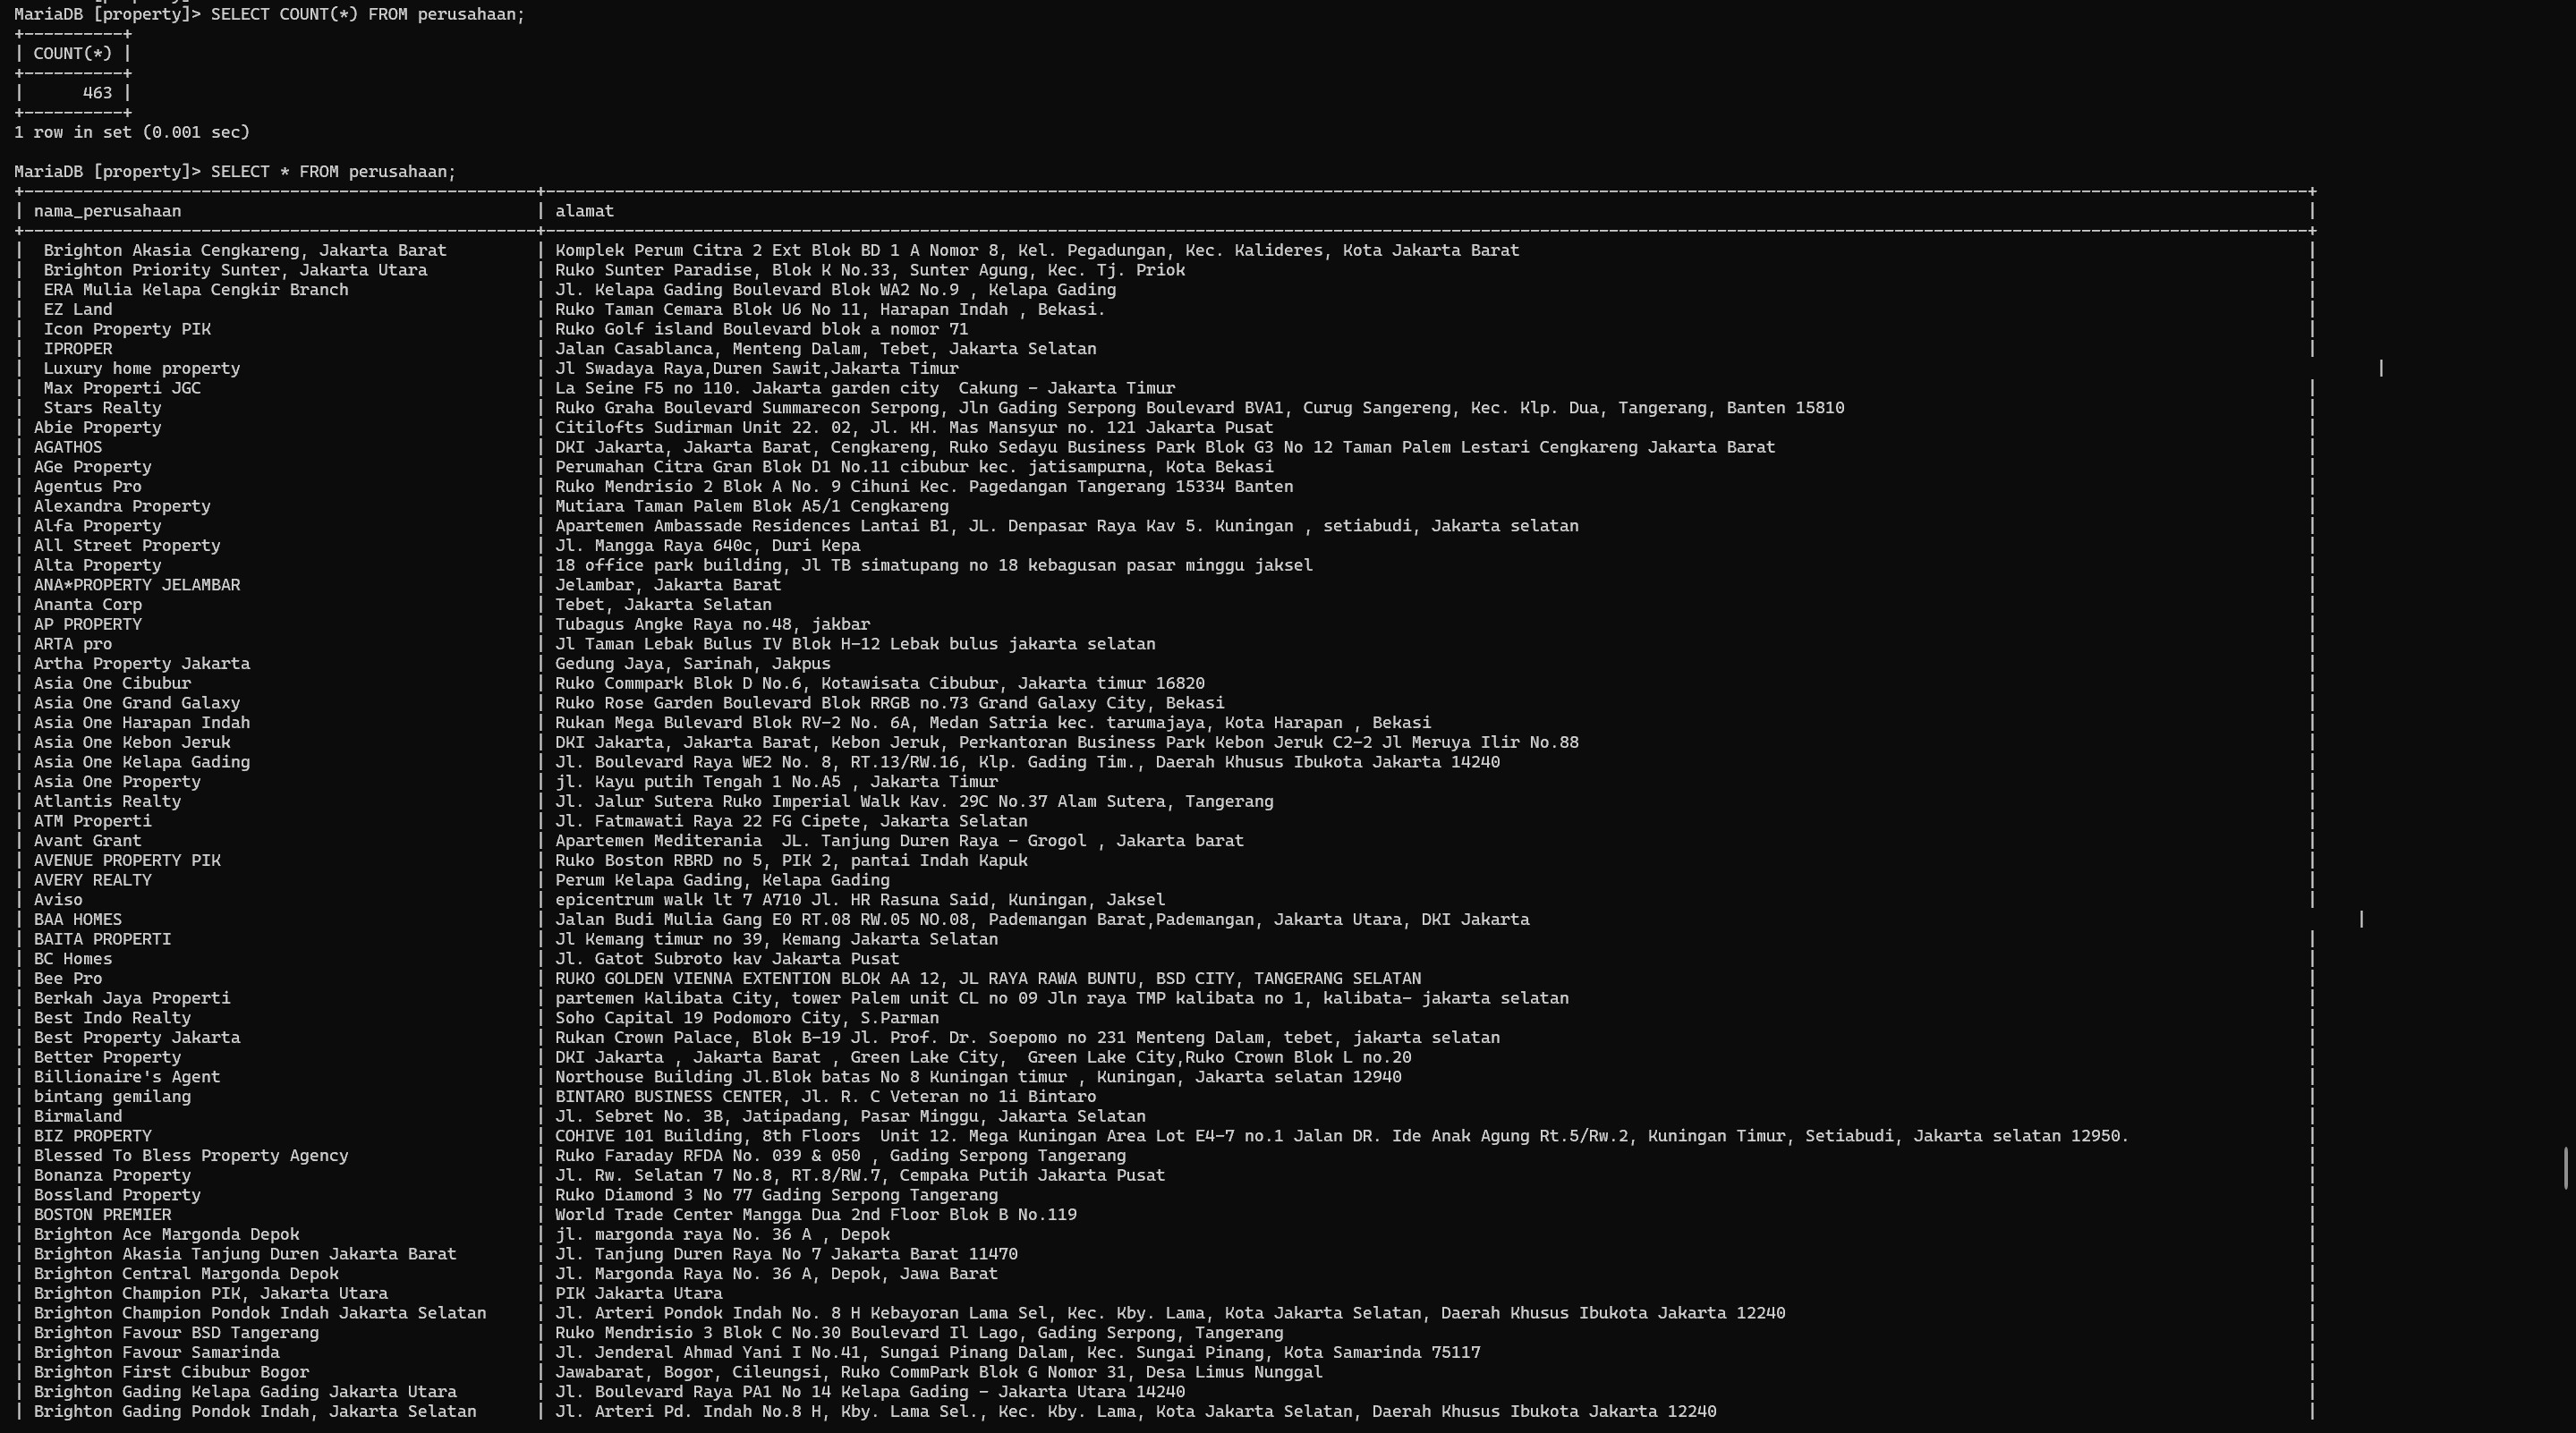 MariaDB [property]> SELECT COUNT(*) FROM perusahaan;
+----------+
| COUNT(*) |
+----------+
|      463 |
+----------+
1 row in set (0.001 sec)
MariaDB [property]> SELECT * FROM perusahaan;
| nama_perusahaan | alamat |
|  Brighton Akasia Cengkareng, Jakarta Barat | Komplek Perum Citra 2 Ext Blok BD 1 A Nomor 8, Kel. Pegadungan, Kec. Kalideres, Kota Jakarta Barat |
|  Brighton Priority Sunter, Jakarta Utara | Ruko Sunter Paradise, Blok K No.33, Sunter Agung, Kec. Tj. Priok |
|  ERA Mulia Kelapa Cengkir Branch | Jl. Kelapa Gading Boulevard Blok WA2 No.9 , Kelapa Gading |
|  EZ Land | Ruko Taman Cemara Blok U6 No 11, Harapan Indah , Bekasi. |
|  Icon Property PIK | Ruko Golf island Boulevard blok a nomor 71 |
|  IPROPER | Jalan Casablanca, Menteng Dalam, Tebet, Jakarta Selatan |
|  Luxury home property | Jl Swadaya Raya,Duren Sawit,Jakarta Timur |
|  Max Properti JGC | La Seine F5 no 110. Jakarta garden city  Cakung - Jakarta Timur |
|  Stars Realty | Ruko Graha Boulevard Summarecon Serpong, Jln Gading Serpong Boulevard BVA1, Curug Sangereng, Kec. Klp. Dua, Tangerang, Banten 15810 |
| Abie Property | Citilofts Sudirman Unit 22. 02, Jl. KH. Mas Mansyur no. 121 Jakarta Pusat |
| AGATHOS | DKI Jakarta, Jakarta Barat, Cengkareng, Ruko Sedayu Business Park Blok G3 No 12 Taman Palem Lestari Cengkareng Jakarta Barat |
| AGe Property | Perumahan Citra Gran Blok D1 No.11 cibubur kec. jatisampurna, Kota Bekasi |
| Agentus Pro | Ruko Mendrisio 2 Blok A No. 9 Cihuni Kec. Pagedangan Tangerang 15334 Banten |
| Alexandra Property | Mutiara Taman Palem Blok A5/1 Cengkareng |
| Alfa Property | Apartemen Ambassade Residences Lantai B1, JL. Denpasar Raya Kav 5. Kuningan , setiabudi, Jakarta selatan |
| All Street Property | Jl. Mangga Raya 640c, Duri Kepa |
| Alta Property | 18 office park building, Jl TB simatupang no 18 kebagusan pasar minggu jaksel |
| ANA*PROPERTY JELAMBAR | Jelambar, Jakarta Barat |
| Ananta Corp | Tebet, Jakarta Selatan |
| AP PROPERTY | Tubagus Angke Raya no.48, jakbar |
| ARTA pro | Jl Taman Lebak Bulus IV Blok H-12 Lebak bulus jakarta selatan |
| Artha Property Jakarta | Gedung Jaya, Sarinah, Jakpus |
| Asia One Cibubur | Ruko Commpark Blok D No.6, Kotawisata Cibubur, Jakarta timur 16820 |
| Asia One Grand Galaxy | Ruko Rose Garden Boulevard Blok RRGB no.73 Grand Galaxy City, Bekasi |
| Asia One Harapan Indah | Rukan Mega Bulevard Blok RV-2 No. 6A, Medan Satria kec. tarumajaya, Kota Harapan , Bekasi |
| Asia One Kebon Jeruk | DKI Jakarta, Jakarta Barat, Kebon Jeruk, Perkantoran Business Park Kebon Jeruk C2-2 Jl Meruya Ilir No.88 |
| Asia One Kelapa Gading | Jl. Boulevard Raya WE2 No. 8, RT.13/RW.16, Klp. Gading Tim., Daerah Khusus Ibukota Jakarta 14240 |
| Asia One Property | jl. Kayu putih Tengah 1 No.A5 , Jakarta Timur |
| Atlantis Realty | Jl. Jalur Sutera Ruko Imperial Walk Kav. 29C No.37 Alam Sutera, Tangerang |
| ATM Properti | Jl. Fatmawati Raya 22 FG Cipete, Jakarta Selatan |
| Avant Grant | Apartemen Mediterania  JL. Tanjung Duren Raya - Grogol , Jakarta barat |
| AVENUE PROPERTY PIK | Ruko Boston RBRD no 5, PIK 2, pantai Indah Kapuk |
| AVERY REALTY | Perum Kelapa Gading, Kelapa Gading |
| Aviso | epicentrum walk lt 7 A710 Jl. HR Rasuna Said, Kuningan, Jaksel |
| BAA HOMES | Jalan Budi Mulia Gang E0 RT.08 RW.05 NO.08, Pademangan Barat,Pademangan, Jakarta Utara, DKI Jakarta |
| BAITA PROPERTI | Jl Kemang timur no 39, Kemang Jakarta Selatan |
| BC Homes | Jl. Gatot Subroto kav Jakarta Pusat |
| Bee Pro | RUKO GOLDEN VIENNA EXTENTION BLOK AA 12, JL RAYA RAWA BUNTU, BSD CITY, TANGERANG SELATAN |
| Berkah Jaya Properti | partemen Kalibata City, tower Palem unit CL no 09 Jln raya TMP kalibata no 1, kalibata- jakarta selatan |
| Best Indo Realty | Soho Capital 19 Podomoro City, S.Parman |
| Best Property Jakarta | Rukan Crown Palace, Blok B-19 Jl. Prof. Dr. Soepomo no 231 Menteng Dalam, tebet, jakarta selatan |
| Better Property | DKI Jakarta , Jakarta Barat , Green Lake City,  Green Lake City,Ruko Crown Blok L no.20 |
| Billionaire's Agent | Northouse Building Jl.Blok batas No 8 Kuningan timur , Kuningan, Jakarta selatan 12940 |
| bintang gemilang | BINTARO BUSINESS CENTER, Jl. R. C Veteran no 1i Bintaro |
| Birmaland | Jl. Sebret No. 3B, Jatipadang, Pasar Minggu, Jakarta Selatan |
| BIZ PROPERTY | COHIVE 101 Building, 8th Floors  Unit 12. Mega Kuningan Area Lot E4-7 no.1 Jalan DR. Ide Anak Agung Rt.5/Rw.2, Kuningan Timur, Setiabudi, Jakarta selatan 12950. |
| Blessed To Bless Property Agency | Ruko Faraday RFDA No. 039 & 050 , Gading Serpong Tangerang |
| Bonanza Property | Jl. Rw. Selatan 7 No.8, RT.8/RW.7, Cempaka Putih Jakarta Pusat |
| Bossland Property | Ruko Diamond 3 No 77 Gading Serpong Tangerang |
| BOSTON PREMIER | World Trade Center Mangga Dua 2nd Floor Blok B No.119 |
| Brighton Ace Margonda Depok | jl. margonda raya No. 36 A , Depok |
| Brighton Akasia Tanjung Duren Jakarta Barat | Jl. Tanjung Duren Raya No 7 Jakarta Barat 11470 |
| Brighton Central Margonda Depok | Jl. Margonda Raya No. 36 A, Depok, Jawa Barat |
| Brighton Champion PIK, Jakarta Utara | PIK Jakarta Utara |
| Brighton Champion Pondok Indah Jakarta Selatan | Jl. Arteri Pondok Indah No. 8 H Kebayoran Lama Sel, Kec. Kby. Lama, Kota Jakarta Selatan, Daerah Khusus Ibukota Jakarta 12240 |
| Brighton Favour BSD Tangerang | Ruko Mendrisio 3 Blok C No.30 Boulevard Il Lago, Gading Serpong, Tangerang |
| Brighton Favour Samarinda | Jl. Jenderal Ahmad Yani I No.41, Sungai Pinang Dalam, Kec. Sungai Pinang, Kota Samarinda 75117 |
| Brighton First Cibubur Bogor | Jawabarat, Bogor, Cileungsi, Ruko CommPark Blok G Nomor 31, Desa Limus Nunggal |
| Brighton Gading Kelapa Gading Jakarta Utara | Jl. Boulevard Raya PA1 No 14 Kelapa Gading - Jakarta Utara 14240 |
| Brighton Gading Pondok Indah, Jakarta Selatan | Jl. Arteri Pd. Indah No.8 H, Kby. Lama Sel., Kec. Kby. Lama, Kota Jakarta Selatan, Daerah Khusus Ibukota Jakarta 12240 |